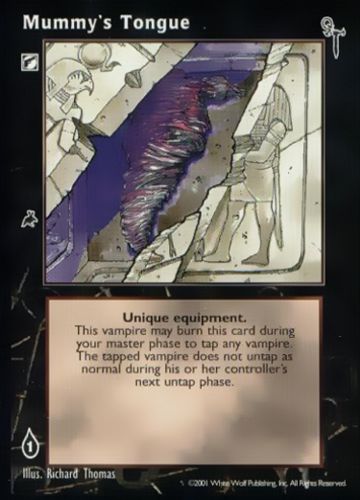 Mummy's Tongue
Unique equipment.
This vampire may burn this card during
your master phase to tap any vampire.
The tapped vampire does not untap as
normal during his or her controller's
next untap phase.
1
Illus. Richard Thomas
©2001 White Wolf Publishing, Inc. All Rights Reserved.